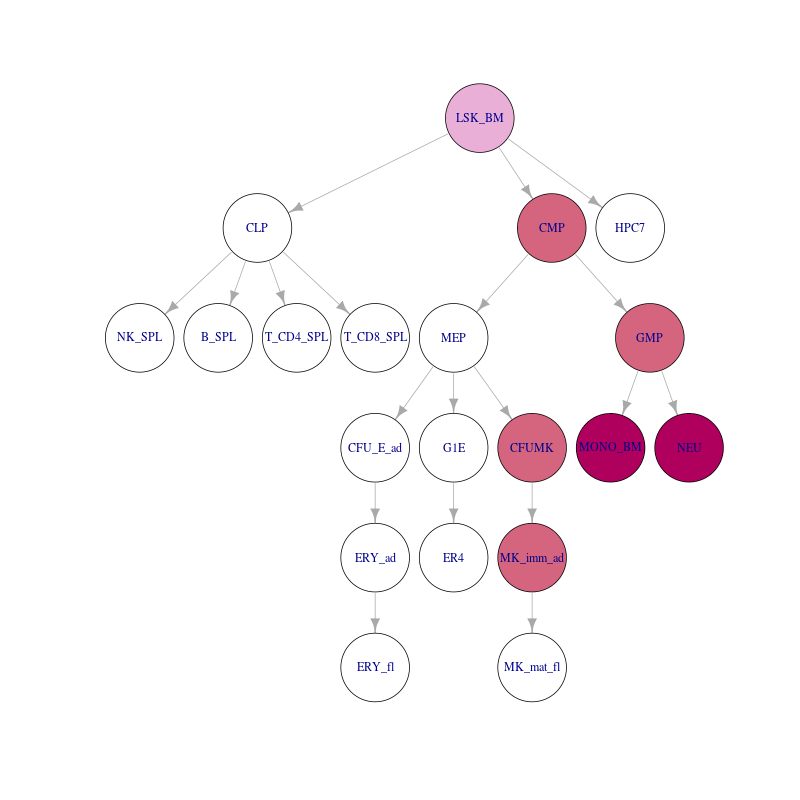 LSK_BM
CLP
CMP
HPC7
NK_SPL
B_SPL
T_CD4_SPL
T_CD8_SPL
MEP
GMP
CFU_E_ad
G1E
CFUMK
MONO_BM
NEU
ERY_ad
ER4
MK_imm_ad
ERY_fl
MK_mat_fl